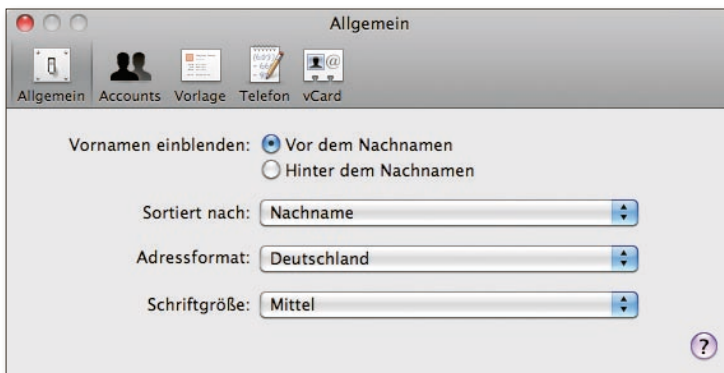 Allgemein
Allgemein Accounts Vorlage Telefon vCard
Vornamen einblenden: Vor dem Nachnamen
Hinter dem Nachnamen
Sortiert nach: Nachname
Adressformat: Deutschland
Schriftgröße: Mittel
?